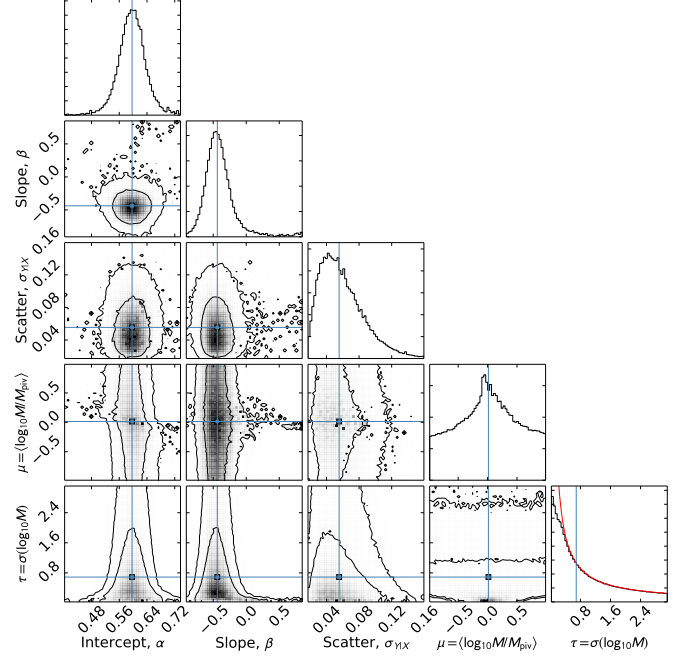 Slope, β
0.5
0.0
−0.5
Scatter, σY|X
0.16
0.12
0.08
0.04
μ=⟨log10M/Mpiv⟩
0.5
0.0
−0.5
τ=σ(log10M)
2.4
1.6
0.8
0.48 0.56 0.64 0.72 −0.5 0.0 0.5 0.04 0.08 0.12 0.16 −0.5 0.0 0.5 0.8 1.6 2.4
Intercept, α Slope, β Scatter, σY|X μ=⟨log10M/Mpiv⟩ τ=σ(log10M)